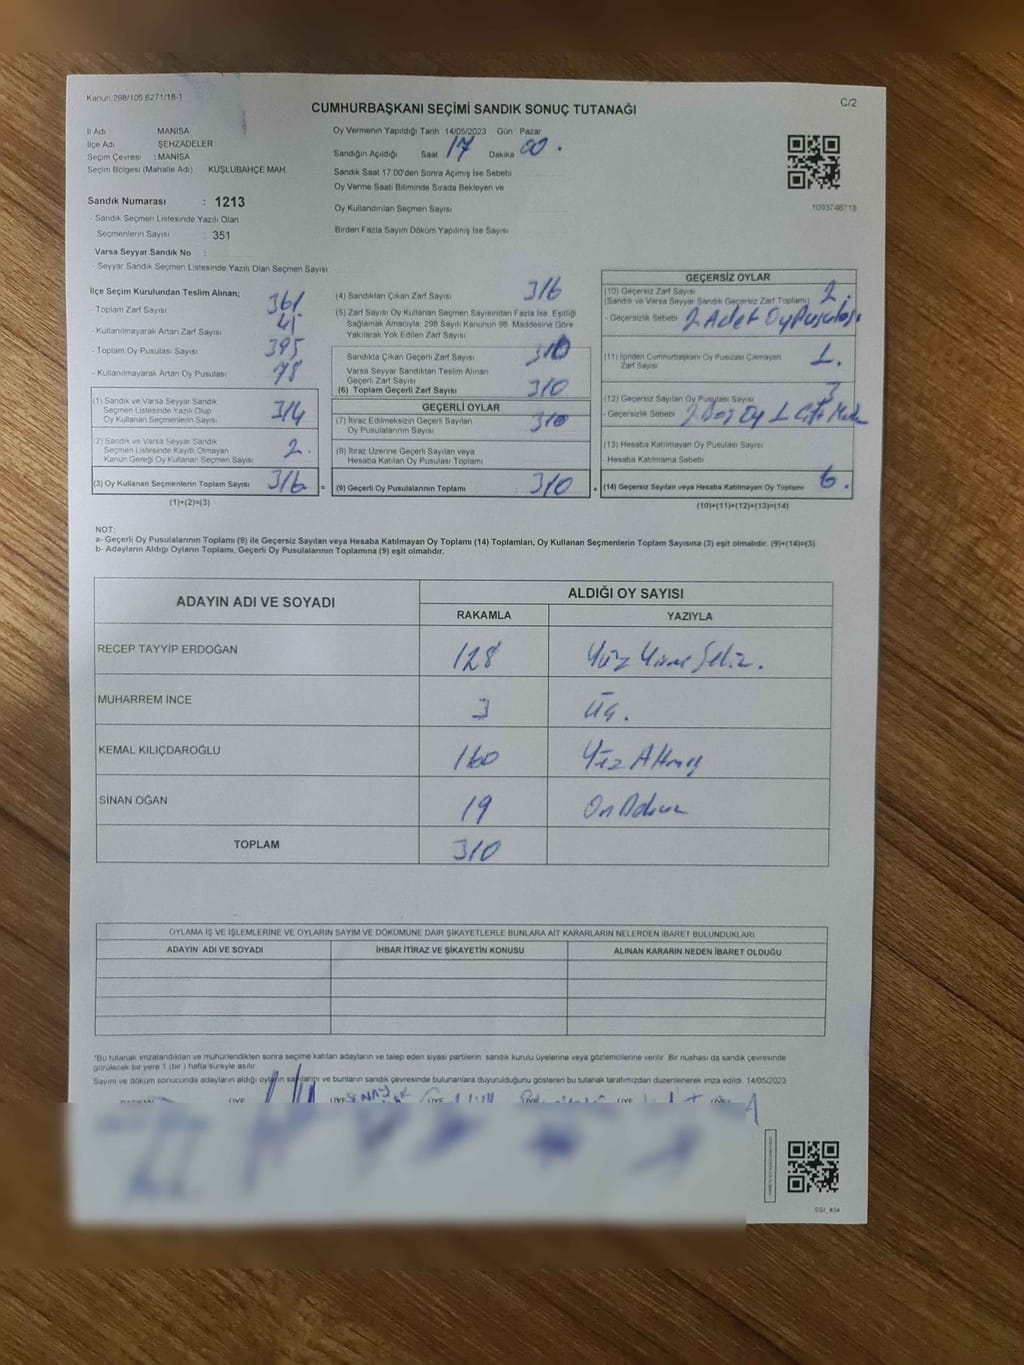 Kanun 298/105 6271/18-1
C/2
CUMHURBAŞKANI SEÇİMİ SANDIK SONUÇ TUTANAĞI
İl Adı MANİSA
İlçe Adı ŞEHZADELER
Seçim Çevresi : MANİSA
Seçim Bölgesi (Mahalle Adı) KUŞLUBAHÇE MAH
Sandık Numarası : 1213
- Sandık Seçmen Listesinde Yazılı Olan
Seçmenlerin Sayısı : 351
Varsa Seyyar Sandık No :
- Seyyar Sandık Seçmen Listesinde Yazılı Olan Seçmen Sayısı
Oy Vermenin Yapıldığı Tarih 14/05/2023 Gün : Pazar
Sandığın Açıldığı Saat 17 Dakika 00.
Sandık Saat 17.00'den Sonra Açımış İse Sebebi
Oy Verme Saati Bitiminde Sırada Bekleyen ve
Oy Kullandırılan Seçmen Sayısı
Birden Fazla Sayım Döküm Yapılmış İse Sayısı
1093748718
İlçe Seçim Kurulundan Teslim Alınan;
- Toplam Zarf Sayısı 361
- Kullanılmayarak Artan Zarf Sayısı 45
- Toplam Oy Pusulası Sayısı 395
- Kullanılmayarak Artan Oy Pusulası 78
(1) Sandık ve Varsa Seyyar Sandık
Seçmen Listesinde Yazılı Olup
Oy Kullanan Seçmenlerin Sayısı 314
(2) Sandık ve Varsa Seyyar Sandık
Seçmen Listesinde Kayıtlı Olmayan
Kanun Gereği Oy Kullanan Seçmen Sayısı 2.
(3) Oy Kullanan Seçmenlerin Toplam Sayısı 316 =
(1)+(2)=(3)
(4) Sandıktan Çıkan Zarf Sayısı 316
(5) Zarf Sayısı Oy Kullanan Seçmen Sayısından Fazla İse, Eşitliği
Sağlamak Amacıyla, 298 Sayılı Kanunun 98. Maddesine Göre
Yakılarak Yok Edilen Zarf Sayısı
Sandıkta Çıkan Geçerli Zarf Sayısı 310
Varsa Seyyar Sandıktan Teslim Alınan
Geçerli Zarf Sayısı
(6) Toplam Geçerli Zarf Sayısı 310
GEÇERLİ OYLAR
(7) İtiraz Edilmeksizin Geçerli Sayılan
Oy Pusulalarının Sayısı 310
(8) İtiraz Üzerine Geçerli Sayılan veya
Hesaba Katılan Oy Pusulası Toplamı
(9) Geçerli Oy Pusulalarının Toplamı 310 +
GEÇERSİZ OYLAR
(10) Geçersiz Zarf Sayısı
(Sandık ve Varsa Seyyar Sandık Geçersiz Zarf Toplamı) 2.
- Geçersizlik Sebebi 2 Adet Oy Pusulası.
(11) İçinden Cumhurbaşkanı Oy Pusulası Çıkmayan
Zarf Sayısı 1.
(12) Geçersiz Sayılan Oy Pusulası Sayısı 3
- Geçersizlik Sebebi 2 Boş Oy 1 Çift
(13) Hesaba Katılmayan Oy Pusulası Sayısı
- Hesaba Katılmama Sebebi
(14) Geçersiz Sayılan veya Hesaba Katılmayan Oy Toplamı 6.
(10)+(11)+(12)+(13)=(14)
NOT:
a- Geçerli Oy Pusulalarının Toplamı (9) ile Geçersiz Sayılan veya Hesaba Katılmayan Oy Toplamı (14) Toplamları, Oy Kullanan Seçmenlerin Toplam Sayısına (3) eşit olmalıdır. (9)+(14)=(3)
b- Adayların Aldığı Oyların Toplamı, Geçerli Oy Pusulalarının Toplamına (9) eşit olmalıdır.
ADAYIN ADI VE SOYADI ALDIĞI OY SAYISI
RAKAMLA YAZIYLA
RECEP TAYYİP ERDOĞAN 128 Yüz Yirmi Sekiz.
MUHARREM İNCE 3 Üç.
KEMAL KILIÇDAROĞLU 160 Yüz Altmış
SİNAN OĞAN 19 On Dokuz
TOPLAM 310
OYLAMA İŞ VE İŞLEMLERİNE VE OYLARIN SAYIM VE DÖKÜMÜNE DAİR ŞİKAYETLERLE BUNLARA AİT KARARLARIN NELERDEN İBARET BULUNDUKLARI
ADAYIN ADI VE SOYADI İHBAR İTİRAZ VE ŞİKAYETİN KONUSU ALINAN KARARIN NEDEN İBARET OLDUĞU
*Bu tutanak imzalandıktan ve mühürlendikten sonra seçime katılan adayların ve talep eden siyasi partilerin sandık kurulu üyelerine veya gözlemcilerine verilir. Bir nüshası da sandık çevresinde
görülecek bir yere 1 (bir ) hafta süreyle asılır
Sayım ve döküm sonucunda adayların aldığı oyların sayılarını ve bunların sandık çevresinde bulunanlara duyurulduğunu gösteren bu tutanak tarafımızdan düzenlenerek imza edildi. 14/05/2023
BAŞKAN ÜYE ÜYE ÜYE
SGİ_404